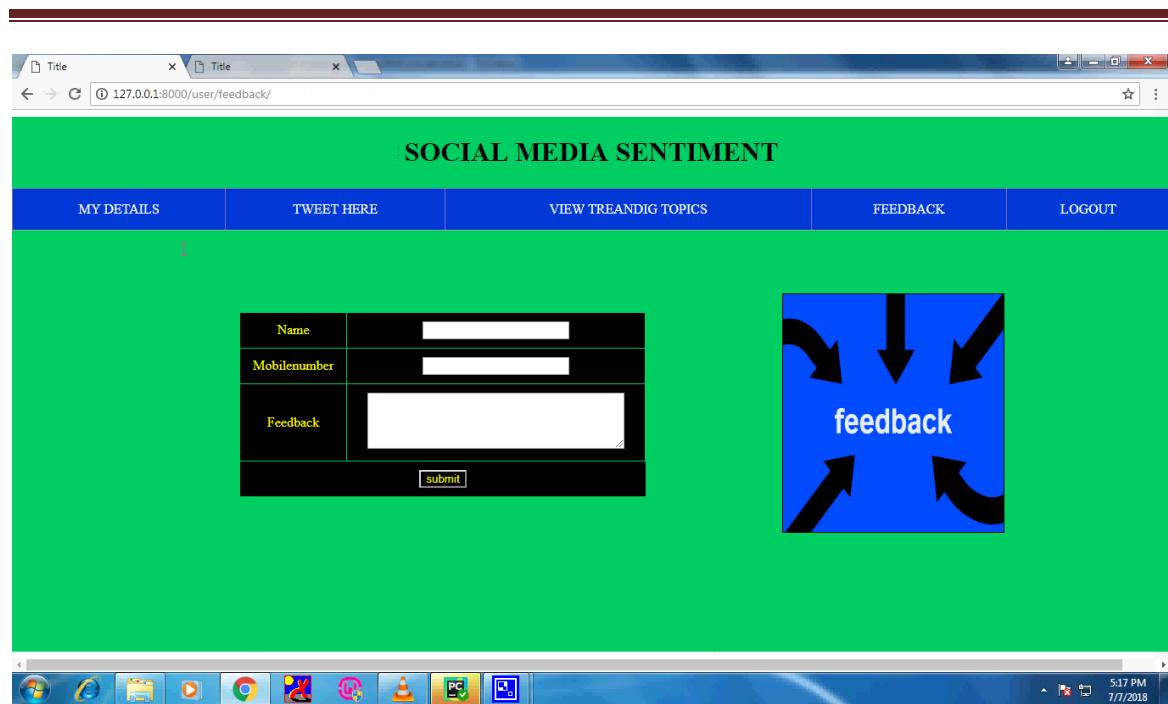 Title Title
127.0.0.1:8000/user/feedback/
SOCIAL MEDIA SENTIMENT
MY DETAILS TWEET HERE VIEW TREANDIG TOPICS FEEDBACK LOGOUT
Name
Mobilenumber
Feedback
submit
feedback
PC
5:17 PM
7/7/2018